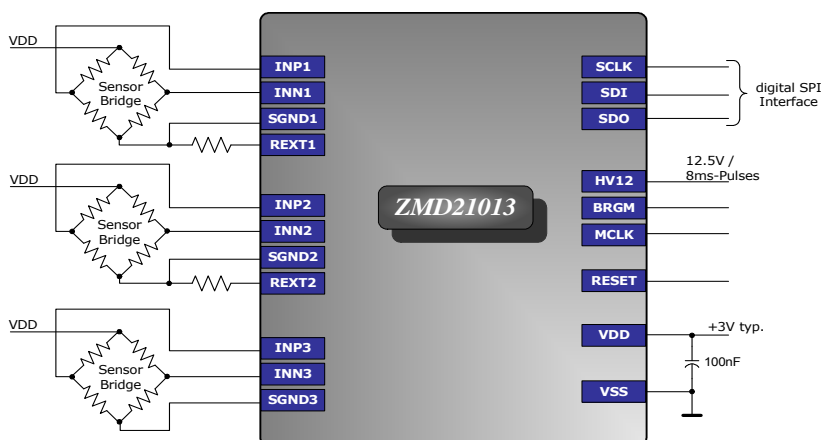 VDD
Sensor
Bridge
INP1
INN1
SGND1
REXT1
VDD
Sensor
Bridge
INP2
INN2
SGND2
REXT2
VDD
Sensor
Bridge
INP3
INN3
SGND3
ZMD21013
SCLK
SDI
SDO
digital SPI
Interface
12.5V /
8ms-Pulses
HV12
BRGM
MCLK
RESET
VDD
+3V typ.
100nF
VSS